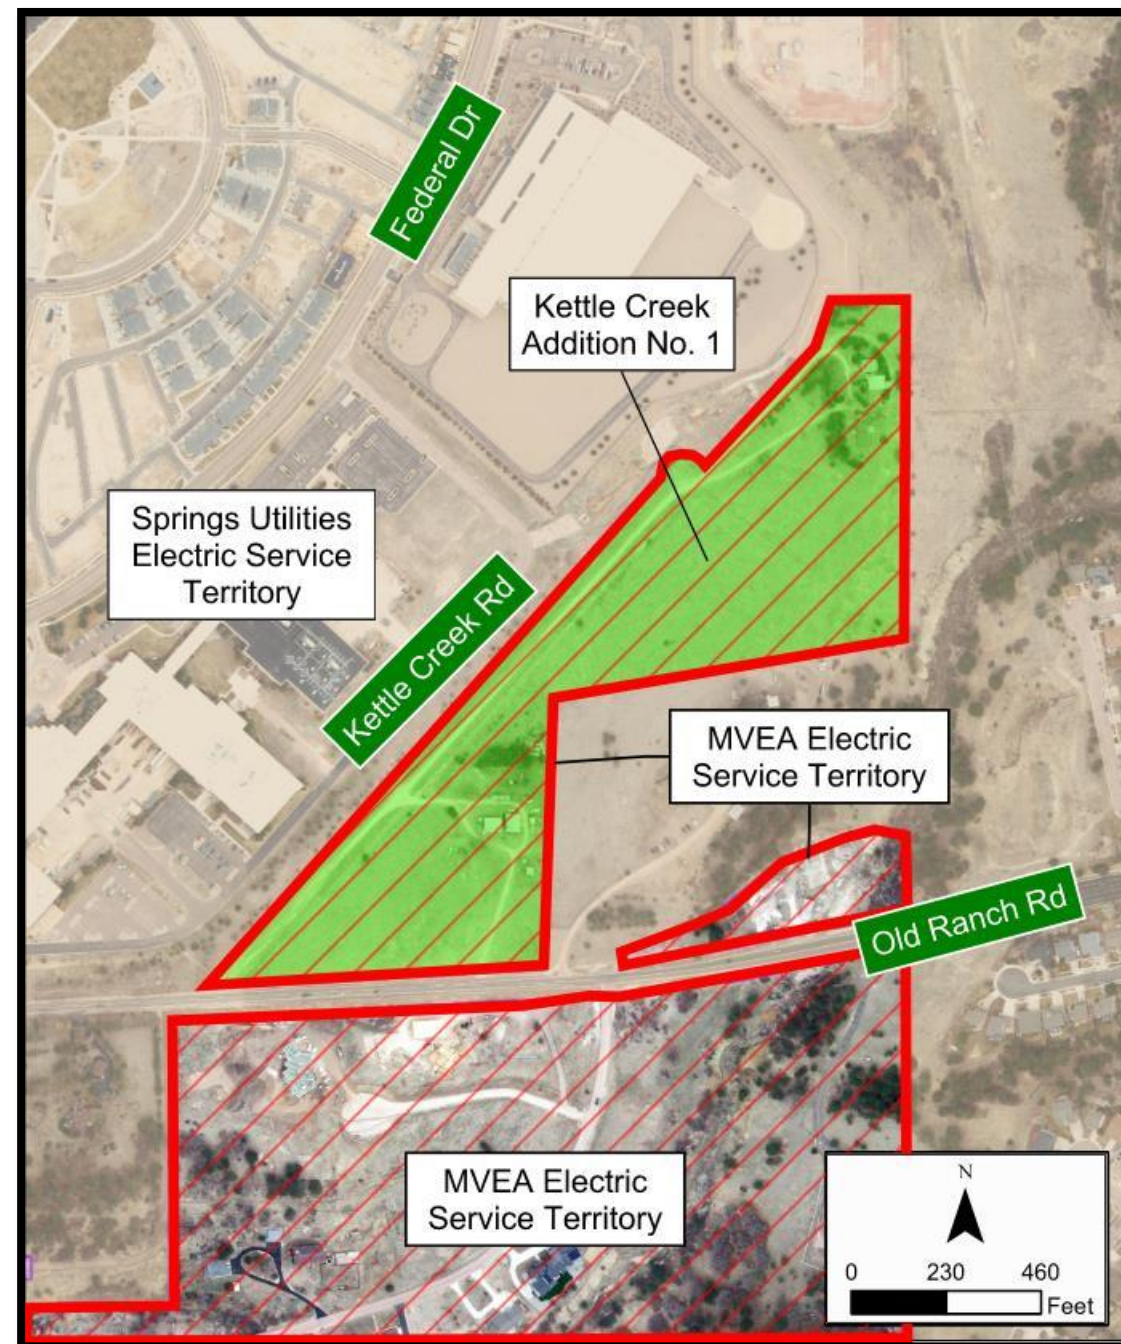 Federal Dr
Kettle Creek
Addition No. 1
Springs Utilities
Electric Service
Territory
Kettle Creek Rd
MVEA Electric
Service Territory
Old Ranch Rd
MVEA Electric
Service Territory
N
0 230 460
Feet